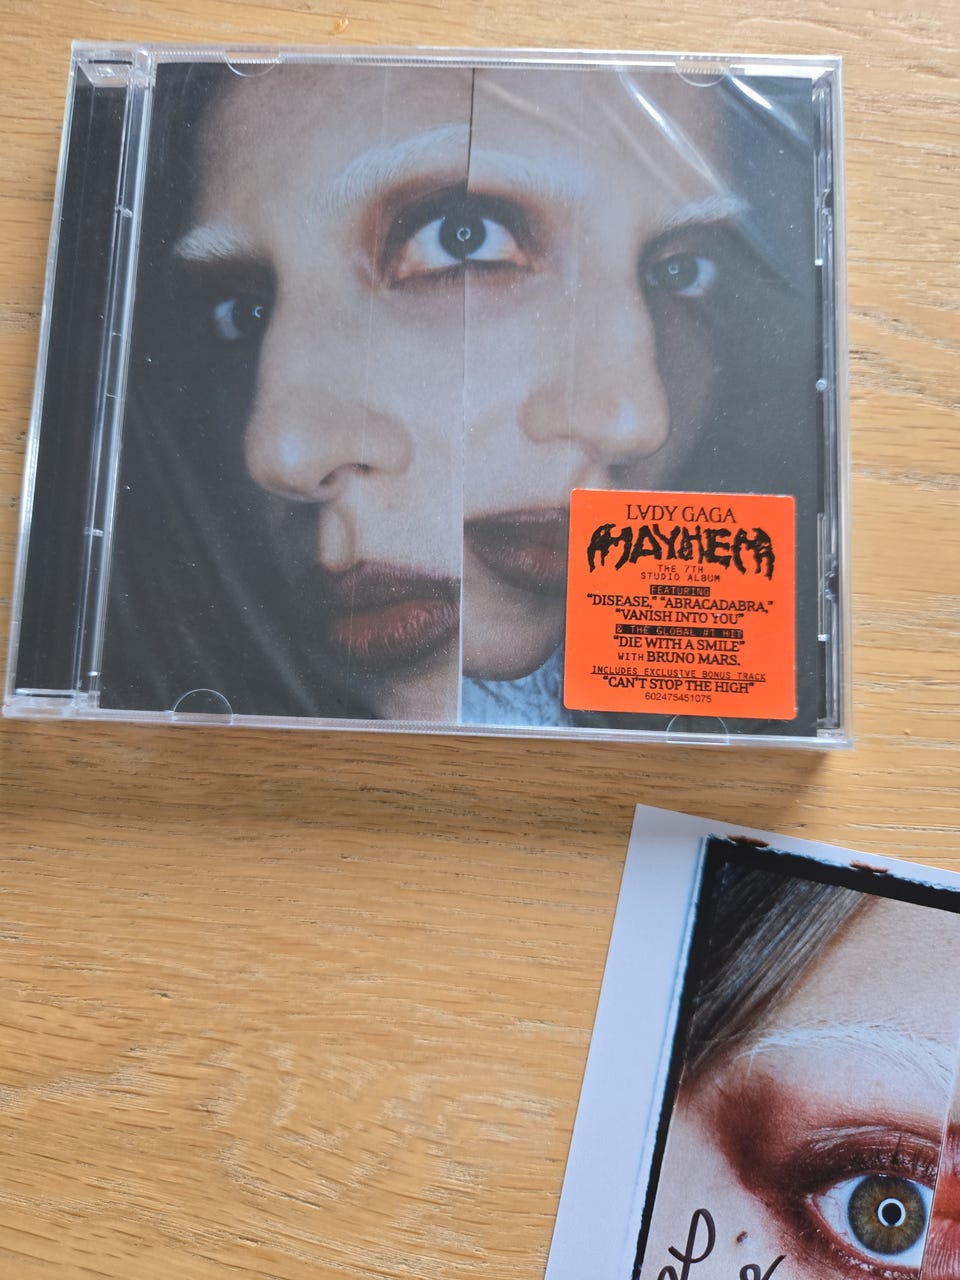 LVDY GAGA
MAYHEM
THE 7TH
STUDIO ALBUM
FEATURING
"DISEASE," "ABRACADABRA,"
"VANISH INTO YOU"
& THE GLOBAL #1 HIT
"DIE WITH A SMILE"
WITH BRUNO MARS.
INCLUDES EXCLUSIVE BONUS TRACK
"CAN'T STOP THE HIGH"
602475451075